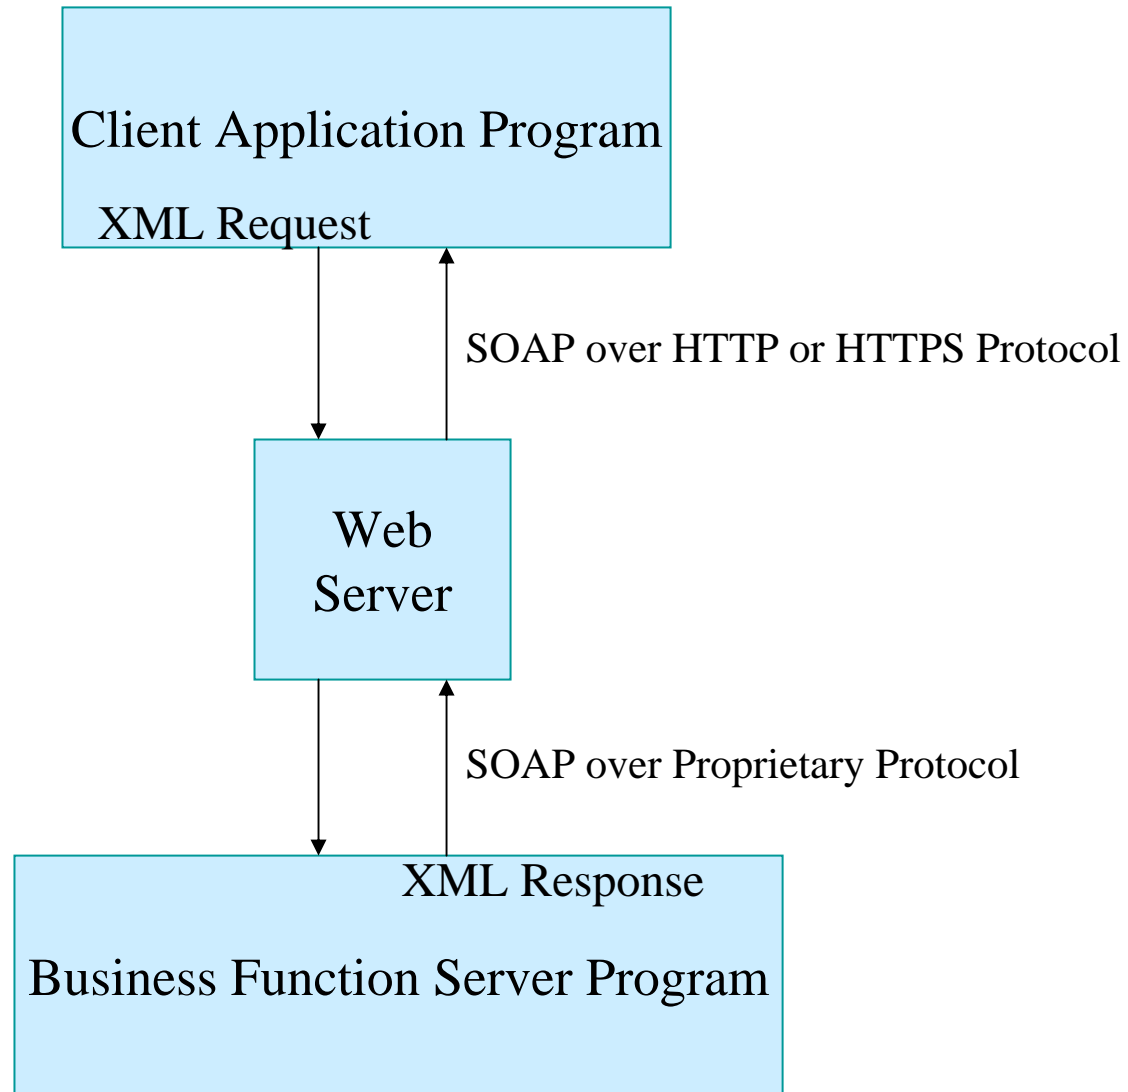 Client Application Program
XML Request
SOAP over HTTP or HTTPS Protocol
Web
Server
SOAP over Proprietary Protocol
XML Response
Business Function Server Program